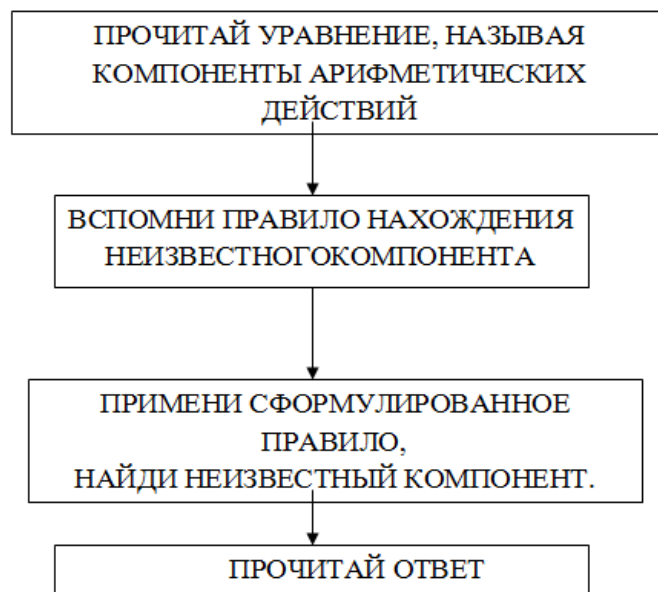 ПРОЧИТАЙ УРАВНЕНИЕ, НАЗЫВАЯ
КОМПОНЕНТЫ АРИФМЕТИЧЕСКИХ
ДЕЙСТВИЙ
ВСПОМНИ ПРАВИЛО НАХОЖДЕНИЯ
НЕИЗВЕСТНОГОКОМПОНЕНТА
ПРИМЕНИ СФОРМУЛИРОВАННОЕ
ПРАВИЛО,
НАЙДИ НЕИЗВЕСТНЫЙ КОМПОНЕНТ.
ПРОЧИТАЙ ОТВЕТ